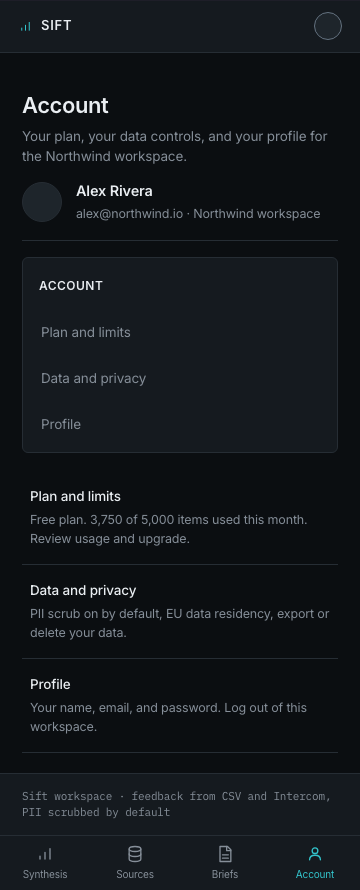 SIFT
Account
Your plan, your data controls, and your profile for
the Northwind workspace.
Alex Rivera
alex@northwind.io · Northwind workspace
ACCOUNT
Plan and limits
Data and privacy
Profile
Plan and limits
Free plan. 3,750 of 5,000 items used this month.
Review usage and upgrade.
Data and privacy
PII scrub on by default, EU data residency, export or
delete your data.
Profile
Your name, email, and password. Log out of this
workspace.
Sift workspace · feedback from CSV and Intercom,
PII scrubbed by default
Synthesis Sources Briefs Account